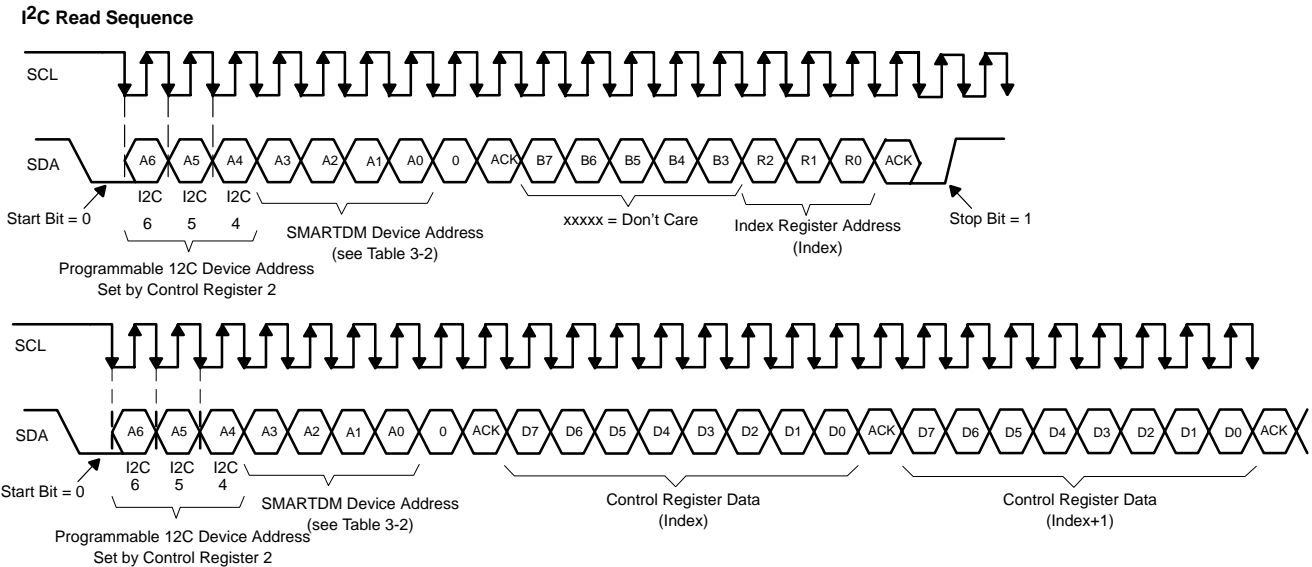 I2C Read Sequence
SCL
SDA A6 A5 A4 A3 A2 A1 A0 0 ACK B7 B6 B5 B4 B3 R2 R1 R0 ACK
I2C I2C I2C
Start Bit = 0 6 5 4 xxxxx = Don't Care Index Register Address Stop Bit = 1
SMARTDM Device Address (Index)
(see Table 3-2)
Programmable 12C Device Address
Set by Control Register 2
SCL
SDA A6 A5 A4 A3 A2 A1 A0 0 ACK D7 D6 D5 D4 D3 D2 D1 D0 ACK D7 D6 D5 D4 D3 D2 D1 D0 ACK
I2C I2C I2C
Start Bit = 0 6 5 4 Control Register Data Control Register Data
SMARTDM Device Address (Index) (Index+1)
(see Table 3-2)
Programmable 12C Device Address
Set by Control Register 2